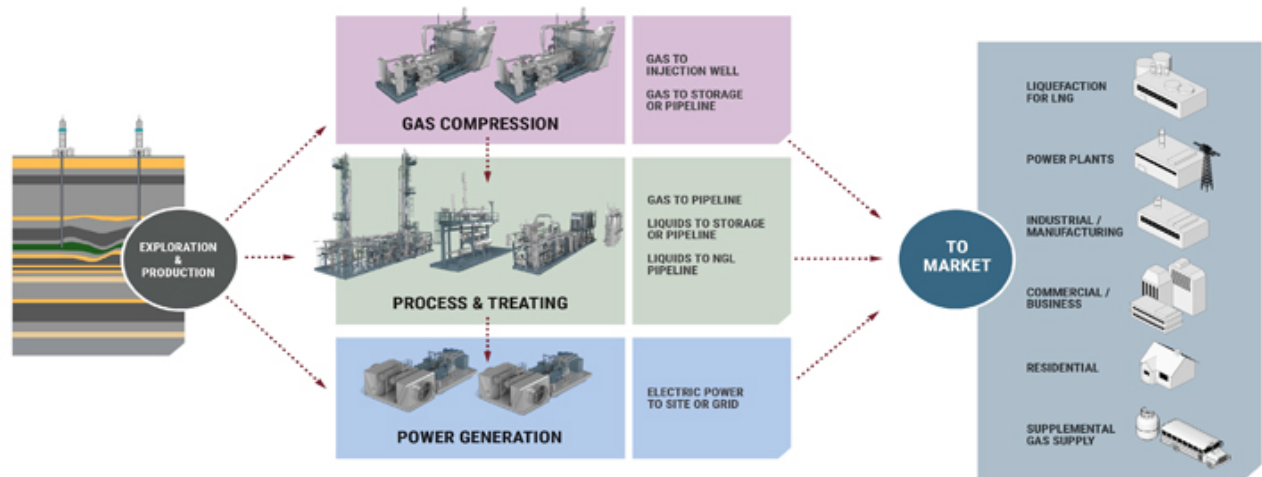 EXPLORATION
&
PRODUCTION
GAS COMPRESSION
GAS TO
INJECTION WELL
GAS TO STORAGE
OR PIPELINE
PROCESS & TREATING
GAS TO PIPELINE
LIQUIDS TO STORAGE
OR PIPELINE
LIQUIDS TO NGL
PIPELINE
POWER GENERATION
ELECTRIC POWER
TO SITE OR GRID
TO
MARKET
LIQUEFACTION
FOR LNG
POWER PLANTS
INDUSTRIAL /
MANUFACTURING
COMMERCIAL /
BUSINESS
RESIDENTIAL
SUPPLEMENTAL
GAS SUPPLY